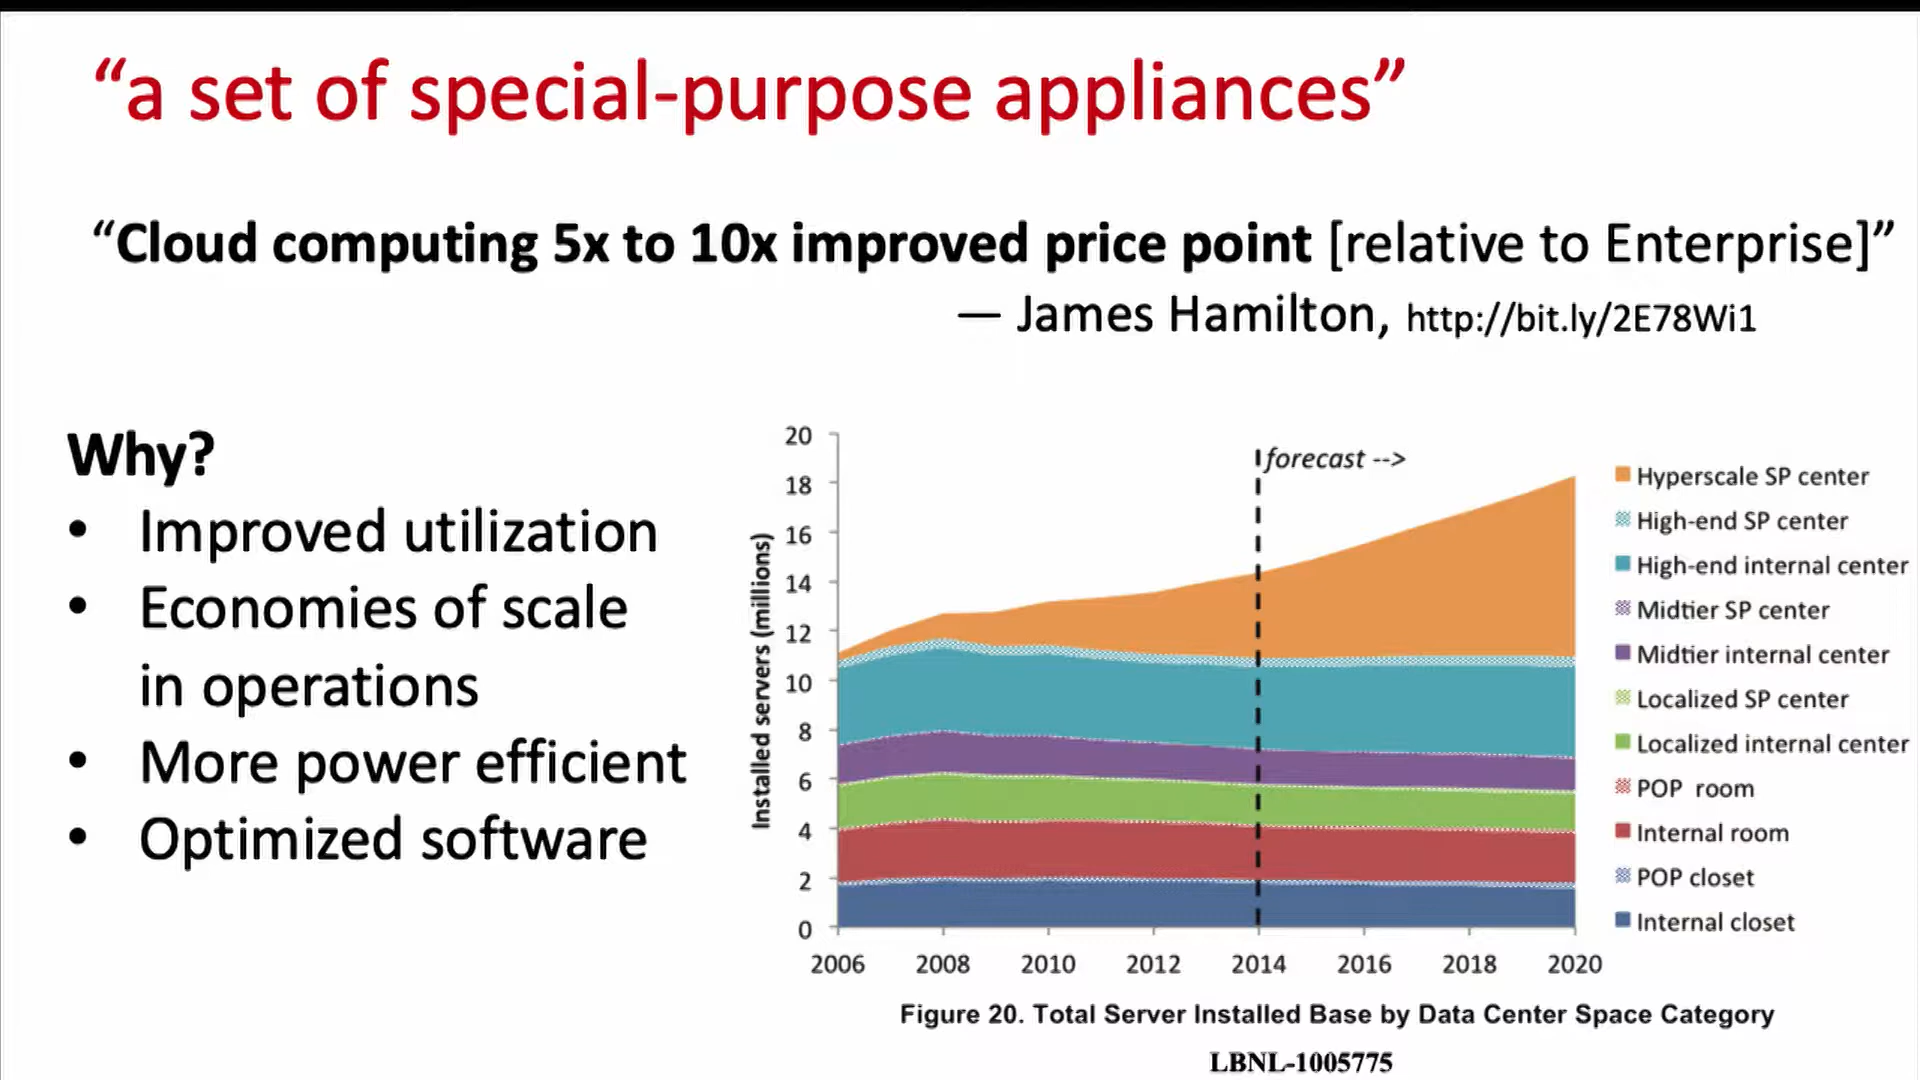 “a set of special-purpose appliances”
“Cloud computing 5x to 10x improved price point [relative to Enterprise]”
— James Hamilton, http://bit.ly/2E78Wi1
Why?
• Improved utilization
• Economies of scale
in operations
• More power efficient
• Optimized software
Installed servers (millions)
20
18
16
14
12
10
8
6
4
2
0
2006 2008 2010 2012 2014 2016 2018 2020
forecast -->
Hyperscale SP center
High-end SP center
High-end internal center
Midtier SP center
Midtier internal center
Localized SP center
Localized internal center
POP room
Internal room
POP closet
Internal closet
Figure 20. Total Server Installed Base by Data Center Space Category
LBNL-1005775